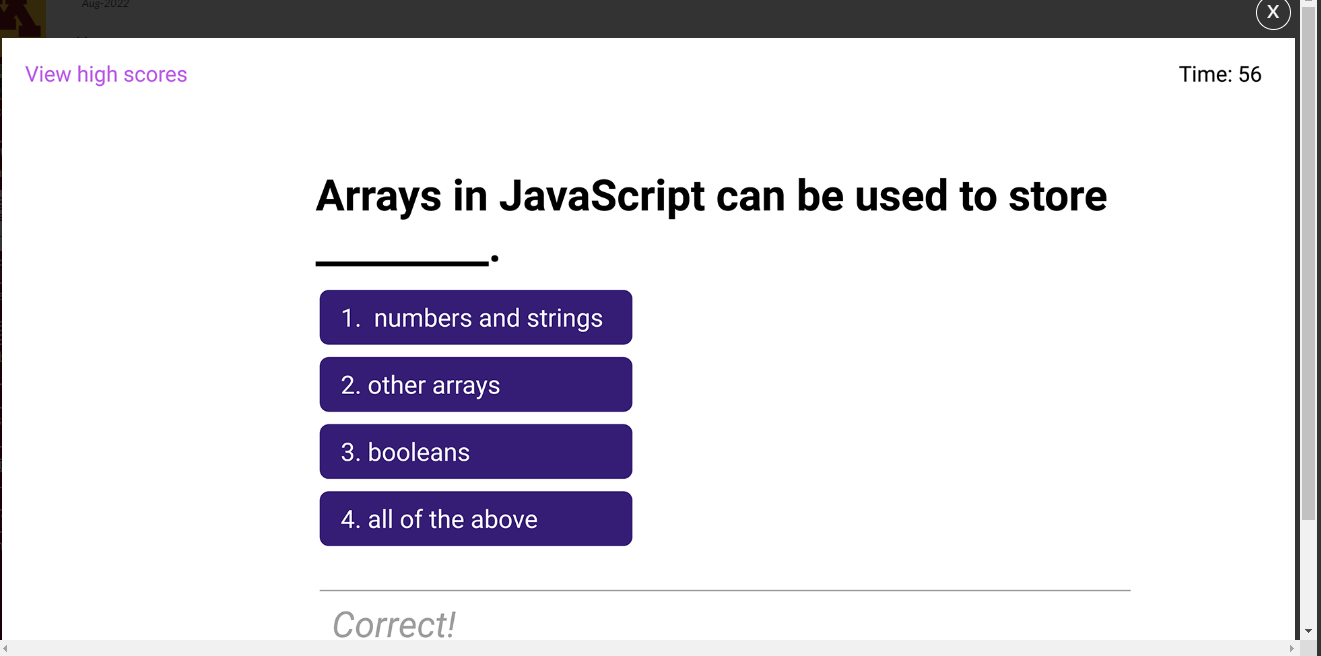 Aug-2022
X
View high scores
Time: 56
Arrays in JavaScript can be used to store
________.
1. numbers and strings
2. other arrays
3. booleans
4. all of the above
Correct!